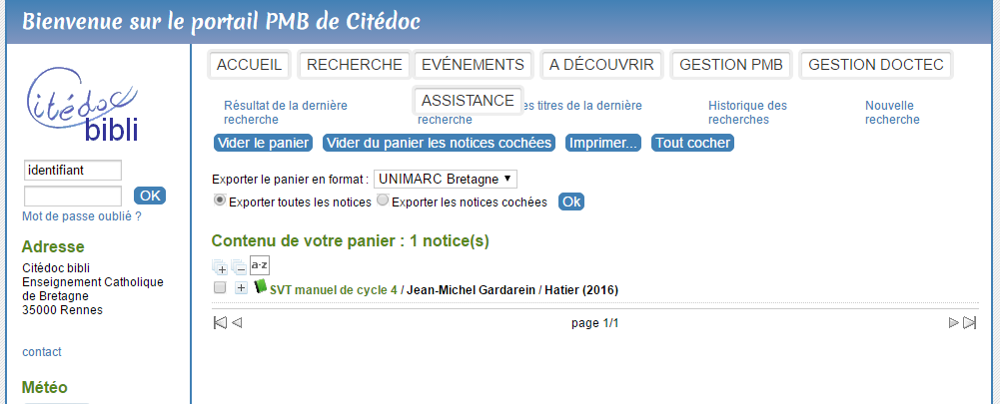 Bienvenue sur le portail PMB de Citédoc
Citédoc
bibli
identifiant
OK
Mot de passe oublié ?
Adresse
Citédoc bibli
Enseignement Catholique
de Bretagne
35000 Rennes
contact
Météo
ACCUEIL RECHERCHE EVÉNEMENTS A DÉCOUVRIR GESTION PMB GESTION DOCTEC
ASSISTANCE
Résultat de la dernière
recherche
es titres de la dernière
recherche
Historique des
recherches
Nouvelle
recherche
Vider le panier Vider du panier les notices cochées Imprimer... Tout cocher
Exporter le panier en format : UNIMARC Bretagne
Exporter toutes les notices Exporter les notices cochées Ok
Contenu de votre panier : 1 notice(s)
a-z
SVT manuel de cycle 4 / Jean-Michel Gardarein / Hatier (2016)
page 1/1